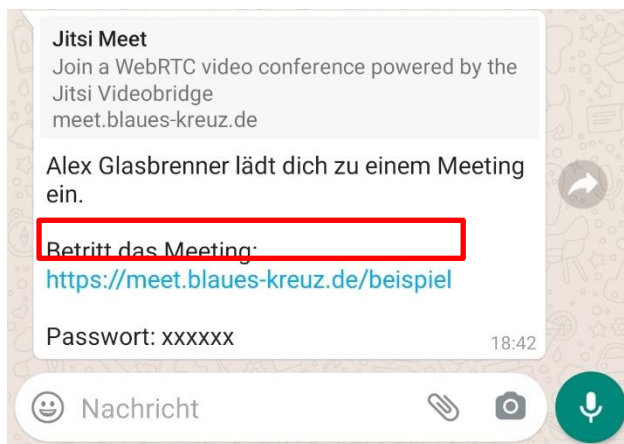 Jitsi Meet
Join a WebRTC video conference powered by the
Jitsi Videobridge
meet.blaues-kreuz.de
Alex Glasbrenner lädt dich zu einem Meeting
ein.
Betritt das Meeting:
https://meet.blaues-kreuz.de/beispiel
Passwort: xxxxxx
18:42
Nachricht